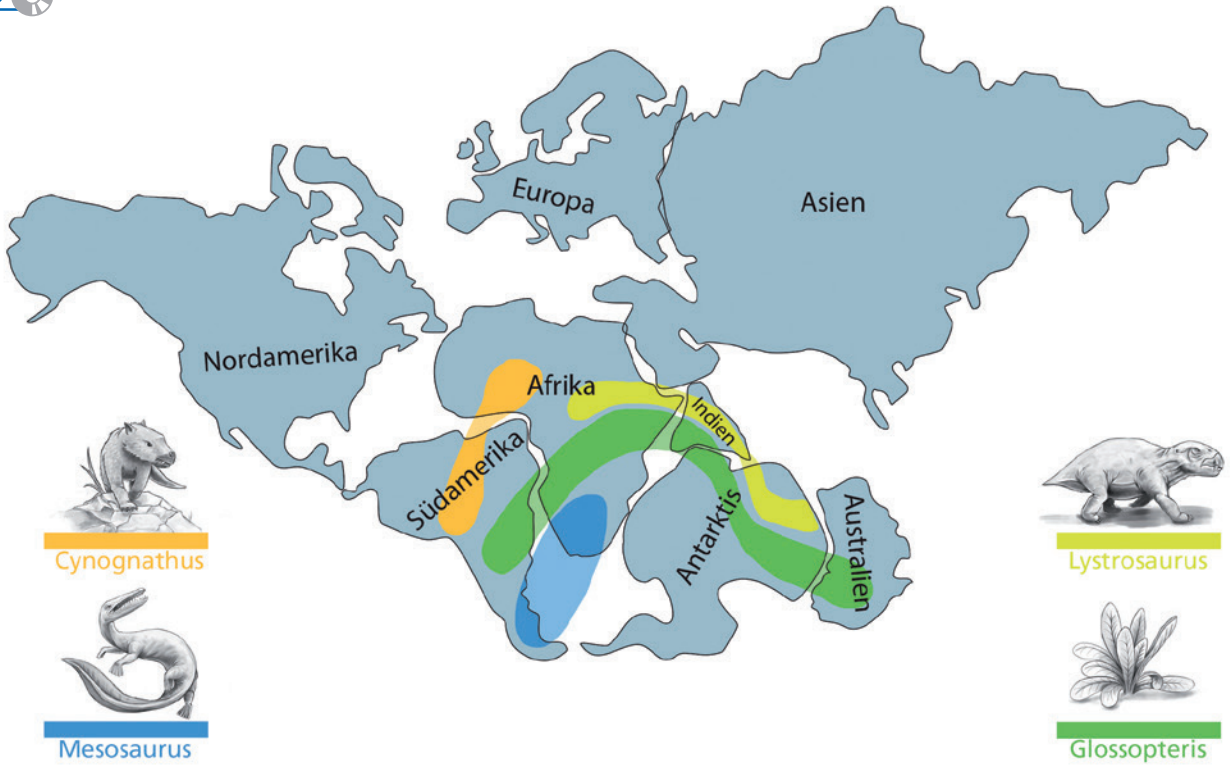 Europa
Asien
Nordamerika
Afrika
Indien
Südamerika
Antarktis
Australien
Cynognathus
Lystrosaurus
Mesosaurus
Glossopteris